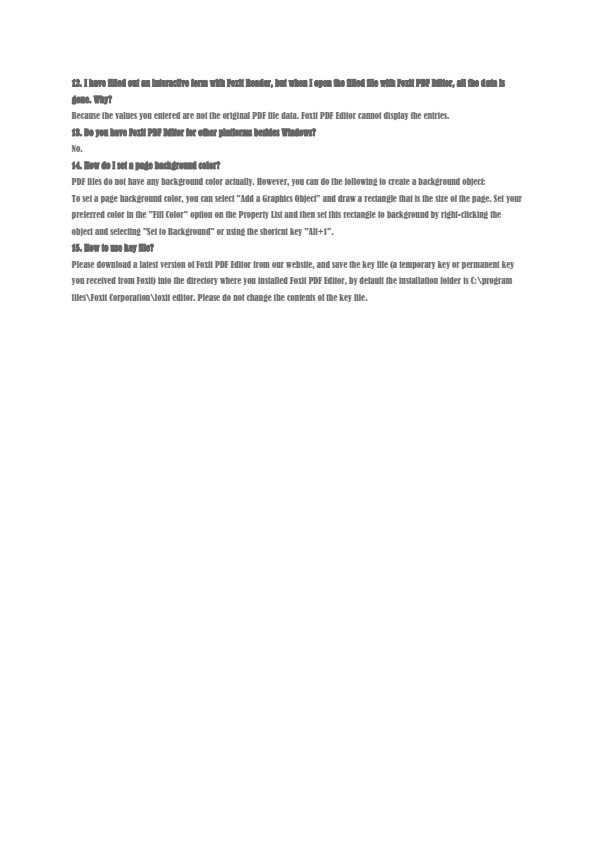 12. I have filled out an interactive form with Foxit Reader, but when I open the filled file with Foxit PDF Editor, all the data is
gone. Why?
Because the values you entered are not the original PDF file data. Foxit PDF Editor cannot display the entries.
13. Do you have Foxit PDF Editor for other platforms besides Windows?
No.
14. How do I set a page background color?
PDF files do not have any background color actually. However, you can do the following to create a background object:
To set a page background color, you can select "Add a Graphics Object" and draw a rectangle that is the size of the page. Set your
preferred color in the "Fill Color" option on the Property List and then set this rectangle to background by right-clicking the
object and selecting "Set to Background" or using the shortcut key "Alt+1".
15. How to use key file?
Please download a latest version of Foxit PDF Editor from our website, and save the key file (a temporary key or permanent key
you received from Foxit) into the directory where you installed Foxit PDF Editor, by default the installation folder is C:\program
files\Foxit Corporation\foxit editor. Please do not change the contents of the key file.